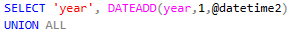 SELECT 'year', DATEADD(year,1,@datetime2)
UNION ALL